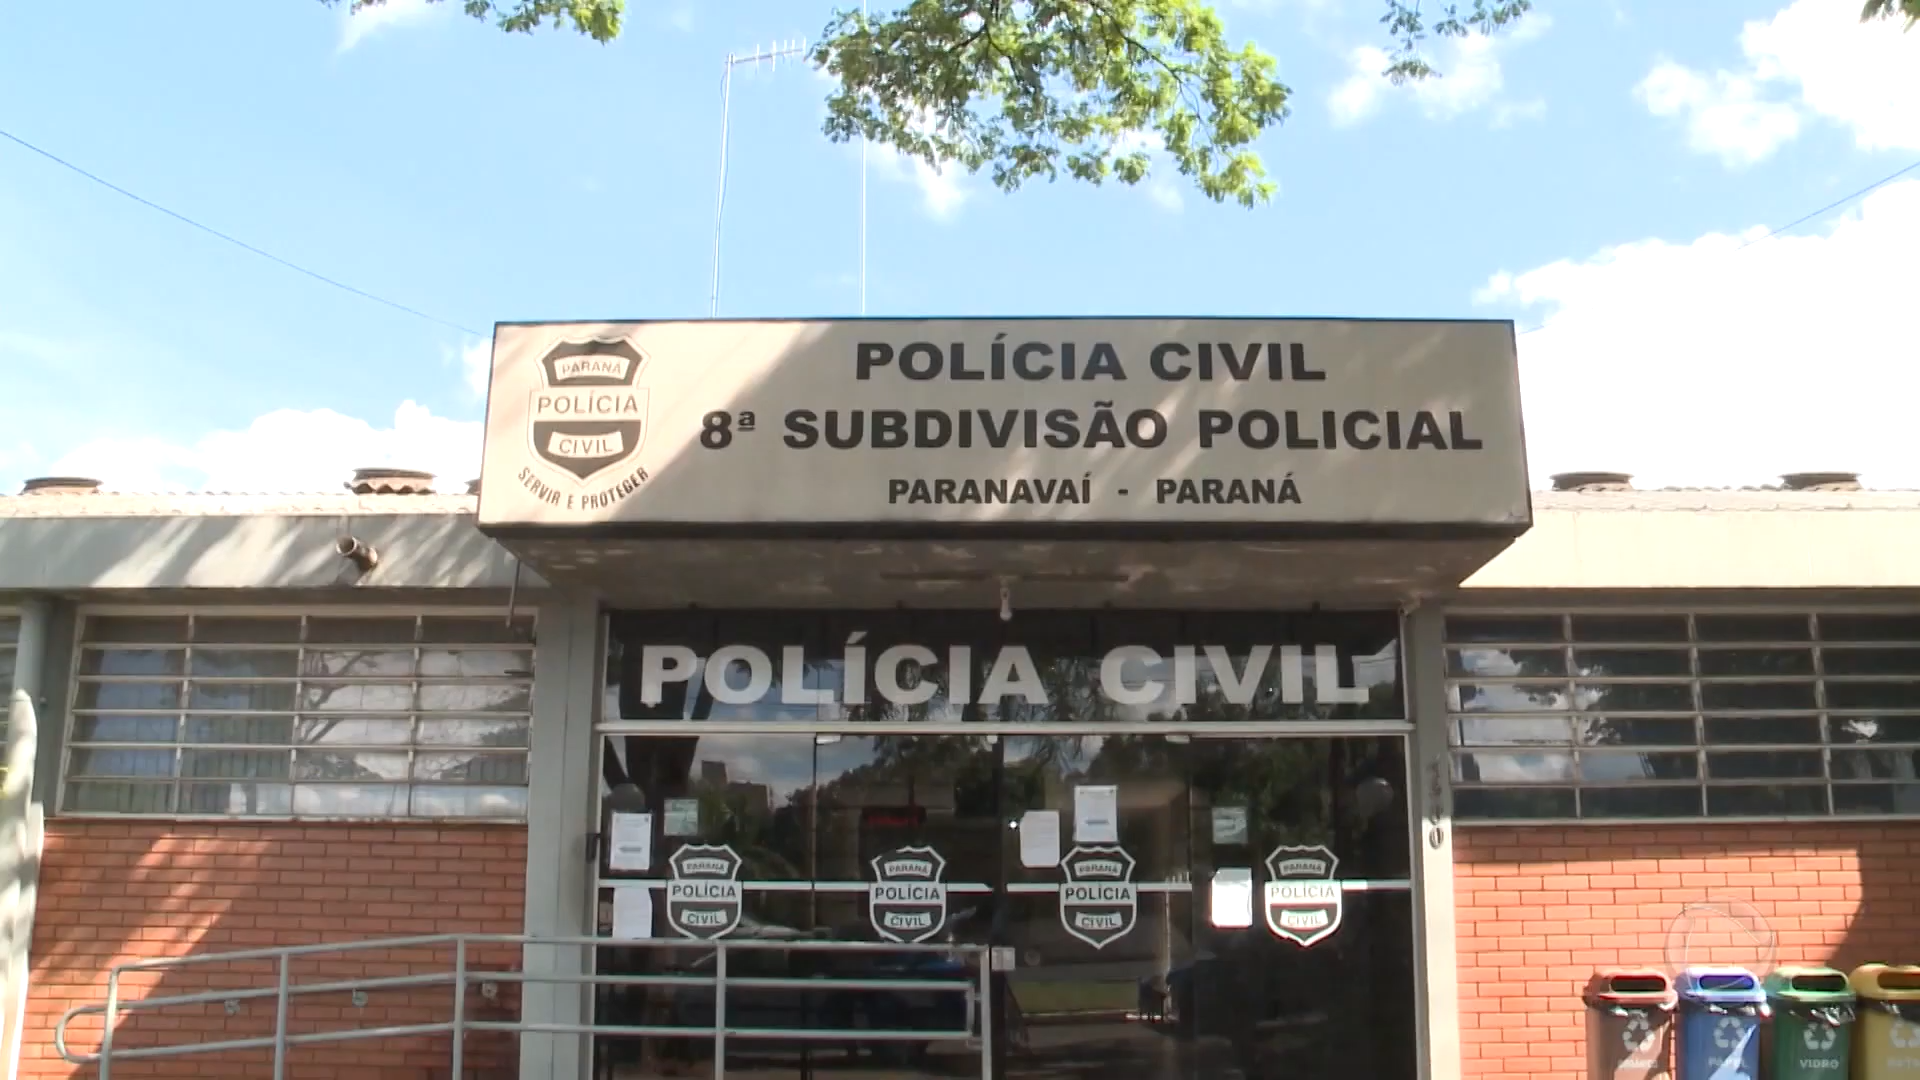 PARANÁ
POLÍCIA
CIVIL
SERVIR E PROTEGER
POLÍCIA CIVIL
8ª SUBDIVISÃO POLICIAL
PARANAVAÍ - PARANÁ
POLÍCIA CIVIL
PARANÁ
POLÍCIA
CIVIL
PARANÁ
POLÍCIA
CIVIL
PARANÁ
POLÍCIA
CIVIL
PARANÁ
POLÍCIA
CIVIL
PAPEL
VIDRO